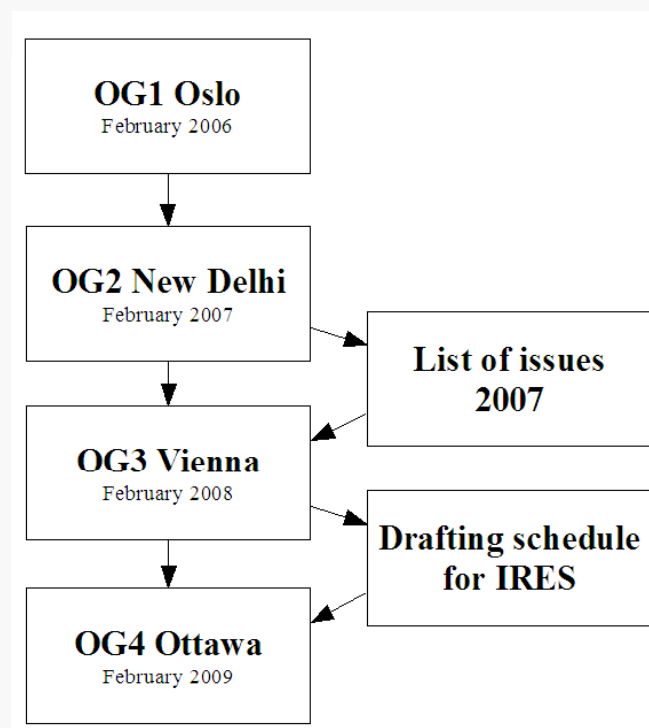 OG1 Oslo
February 2006
OG2 New Delhi
February 2007
List of issues
2007
OG3 Vienna
February 2008
Drafting schedule
for IRES
OG4 Ottawa
February 2009